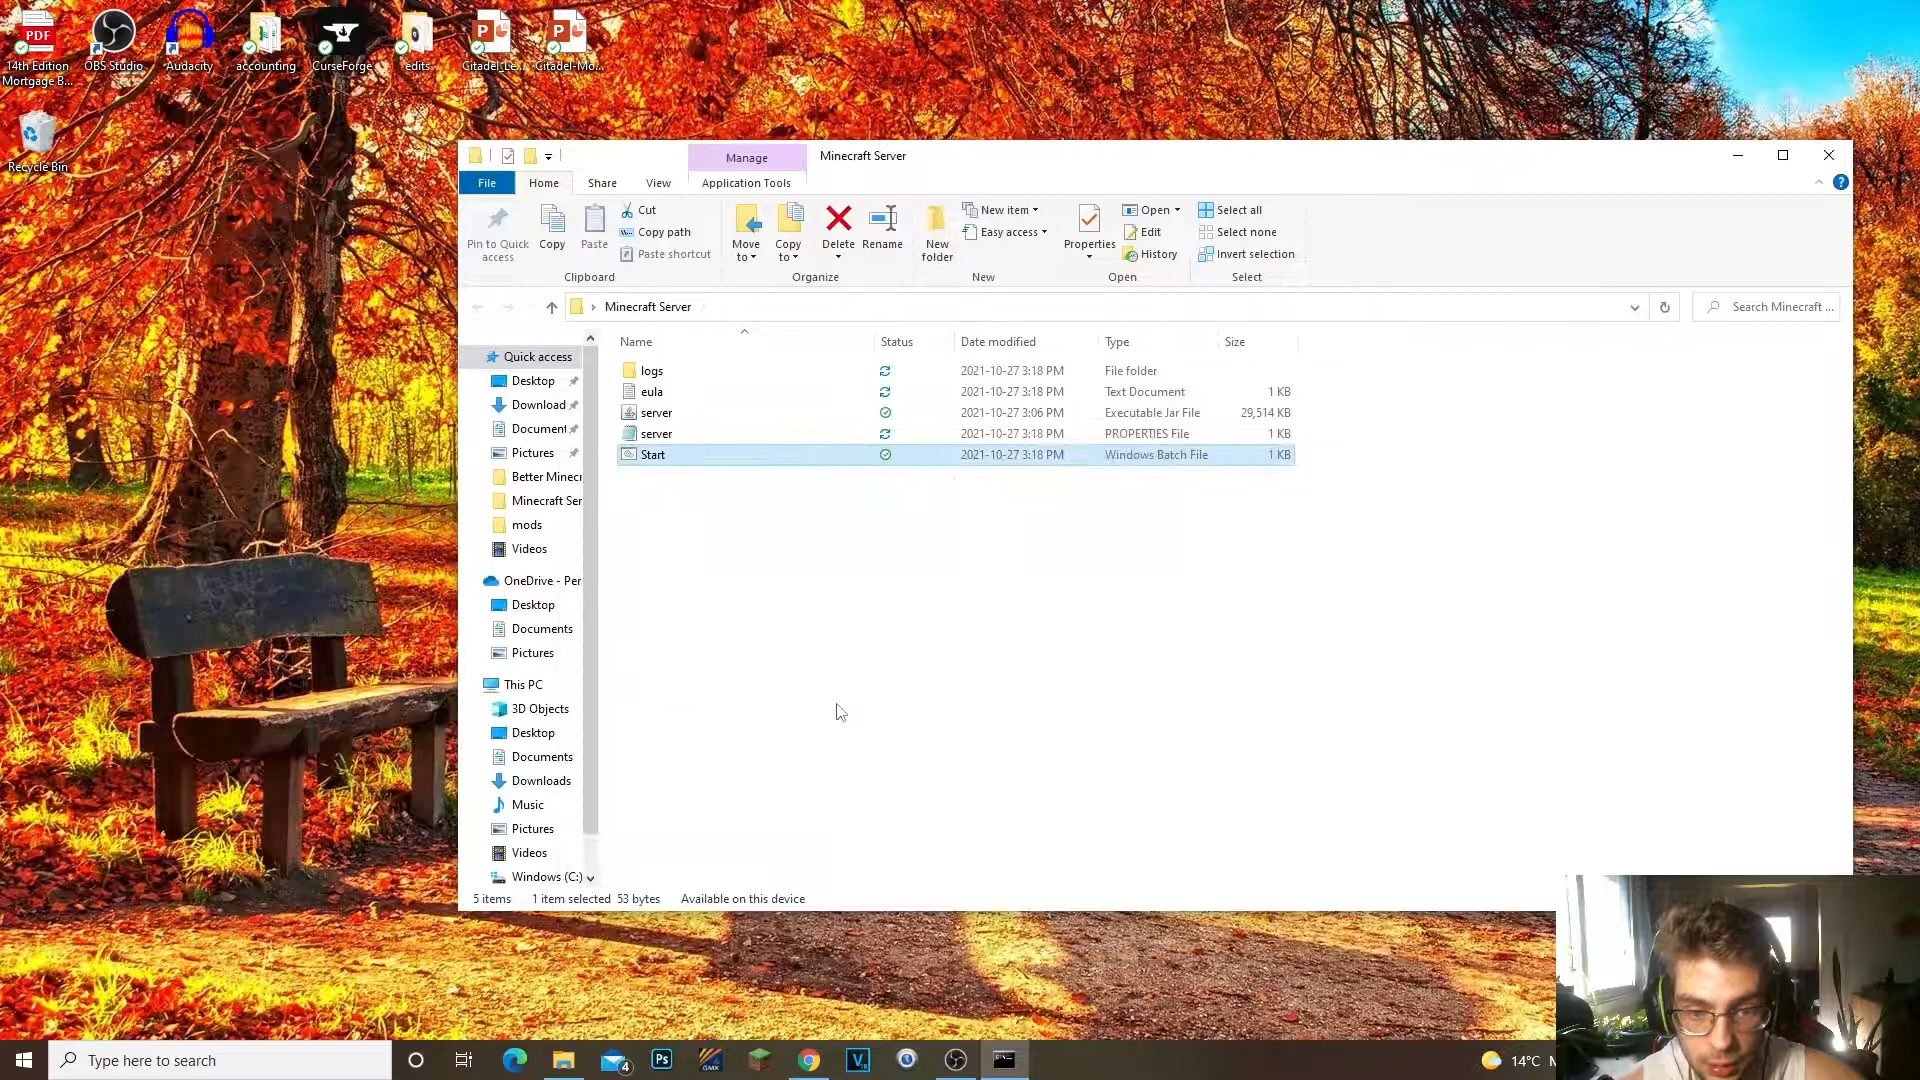 14th Edition
Mortgage B...
OBS Studio
Audacity
accounting
CurseForge
edits
Citadel_Le...
Citadel-Mo...
Recycle Bin
Manage
Minecraft Server
File
Home
Share
View
Application Tools
Pin to Quick
access
Copy
Paste
Cut
Copy path
Paste shortcut
Clipboard
Move
to
Copy
to
Delete
Rename
Organize
New
folder
New item
Easy access
New
Properties
Open
Edit
History
Open
Select all
Select none
Invert selection
Select
Minecraft Server
Search Minecraft ...
Name
Status
Date modified
Type
Size
logs
2021-10-27 3:18 PM
File folder
eula
2021-10-27 3:18 PM
Text Document
1 KB
server
2021-10-27 3:06 PM
Executable Jar File
29,514 KB
server
2021-10-27 3:18 PM
PROPERTIES File
1 KB
Start
2021-10-27 3:18 PM
Windows Batch File
1 KB
Quick access
Desktop
Download
Document
Pictures
Better Minecr
Minecraft Ser
mods
Videos
OneDrive - Per
Desktop
Documents
Pictures
This PC
3D Objects
Desktop
Documents
Downloads
Music
Pictures
Videos
Windows (C:)
5 items
1 item selected 53 bytes
Available on this device
Type here to search
4
Ps
GMX
14°C